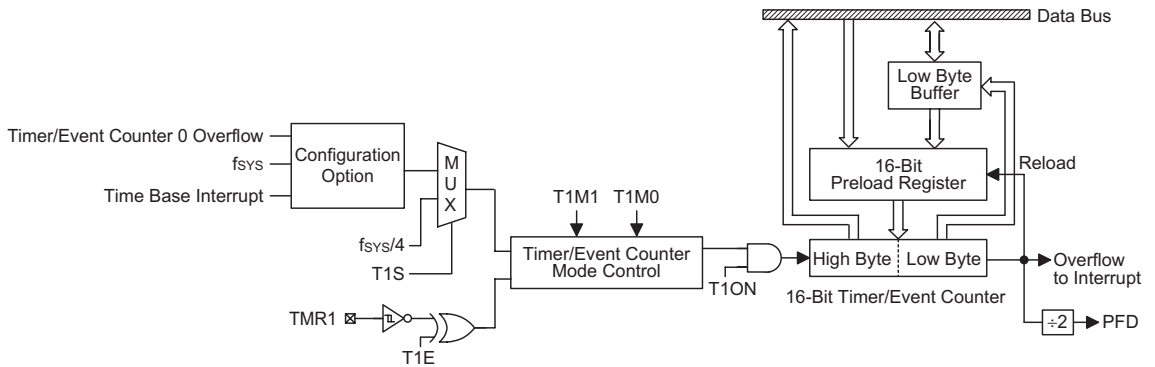 Data Bus
Low Byte
Buffer
Timer/Event Counter 0 Overflow
fSYS
Time Base Interrupt
Configuration
Option
M
U
X
fSYS/4
T1S
16-Bit
Preload Register
Reload
T1M1
T1M0
Timer/Event Counter
Mode Control
T1ON
High Byte
Low Byte
16-Bit Timer/Event Counter
Overflow
to Interrupt
÷2
PFD
TMR1
T1E